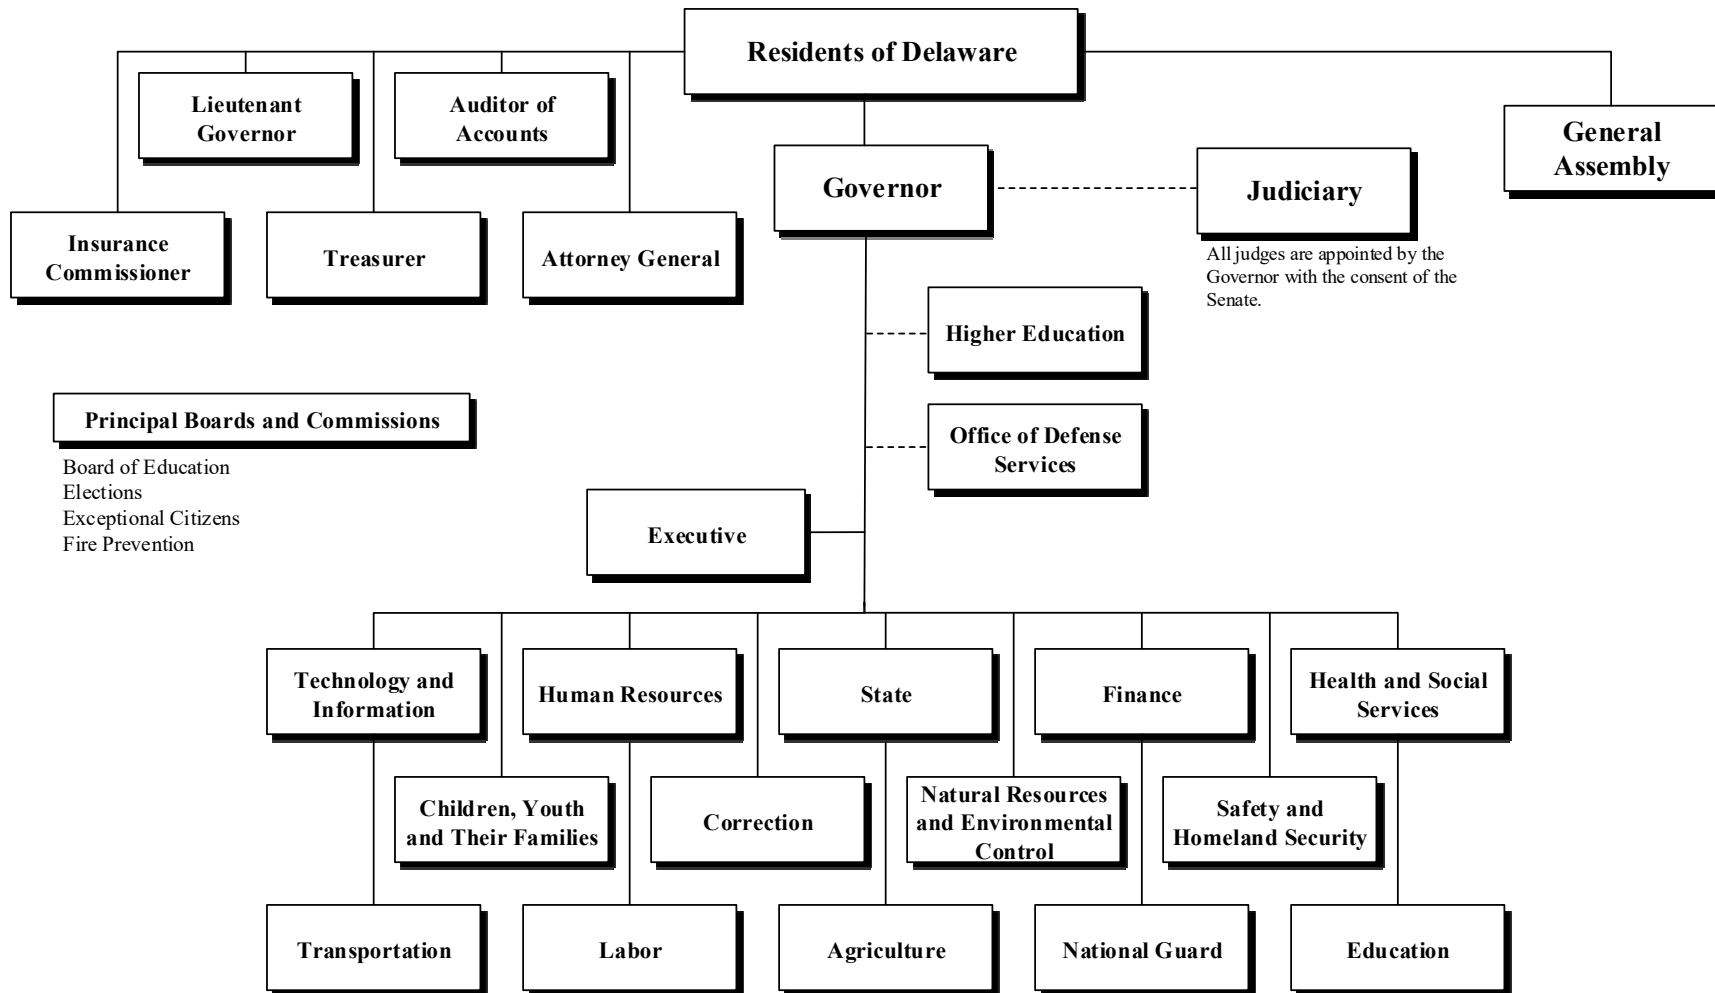 Residents of Delaware
Lieutenant
Governor
Auditor of
Accounts
General
Assembly
Governor
Judiciary
Insurance
Commissioner
Treasurer
Attorney General
All judges are appointed by the
Governor with the consent of the
Senate.
Higher Education
Principal Boards and Commissions
Board of Education
Elections
Exceptional Citizens
Fire Prevention
Office of Defense
Services
Executive
Technology and
Information
Human Resources
State
Finance
Health and Social
Services
Children, Youth
and Their Families
Correction
Natural Resources
and Environmental
Control
Safety and
Homeland Security
Transportation
Labor
Agriculture
National Guard
Education